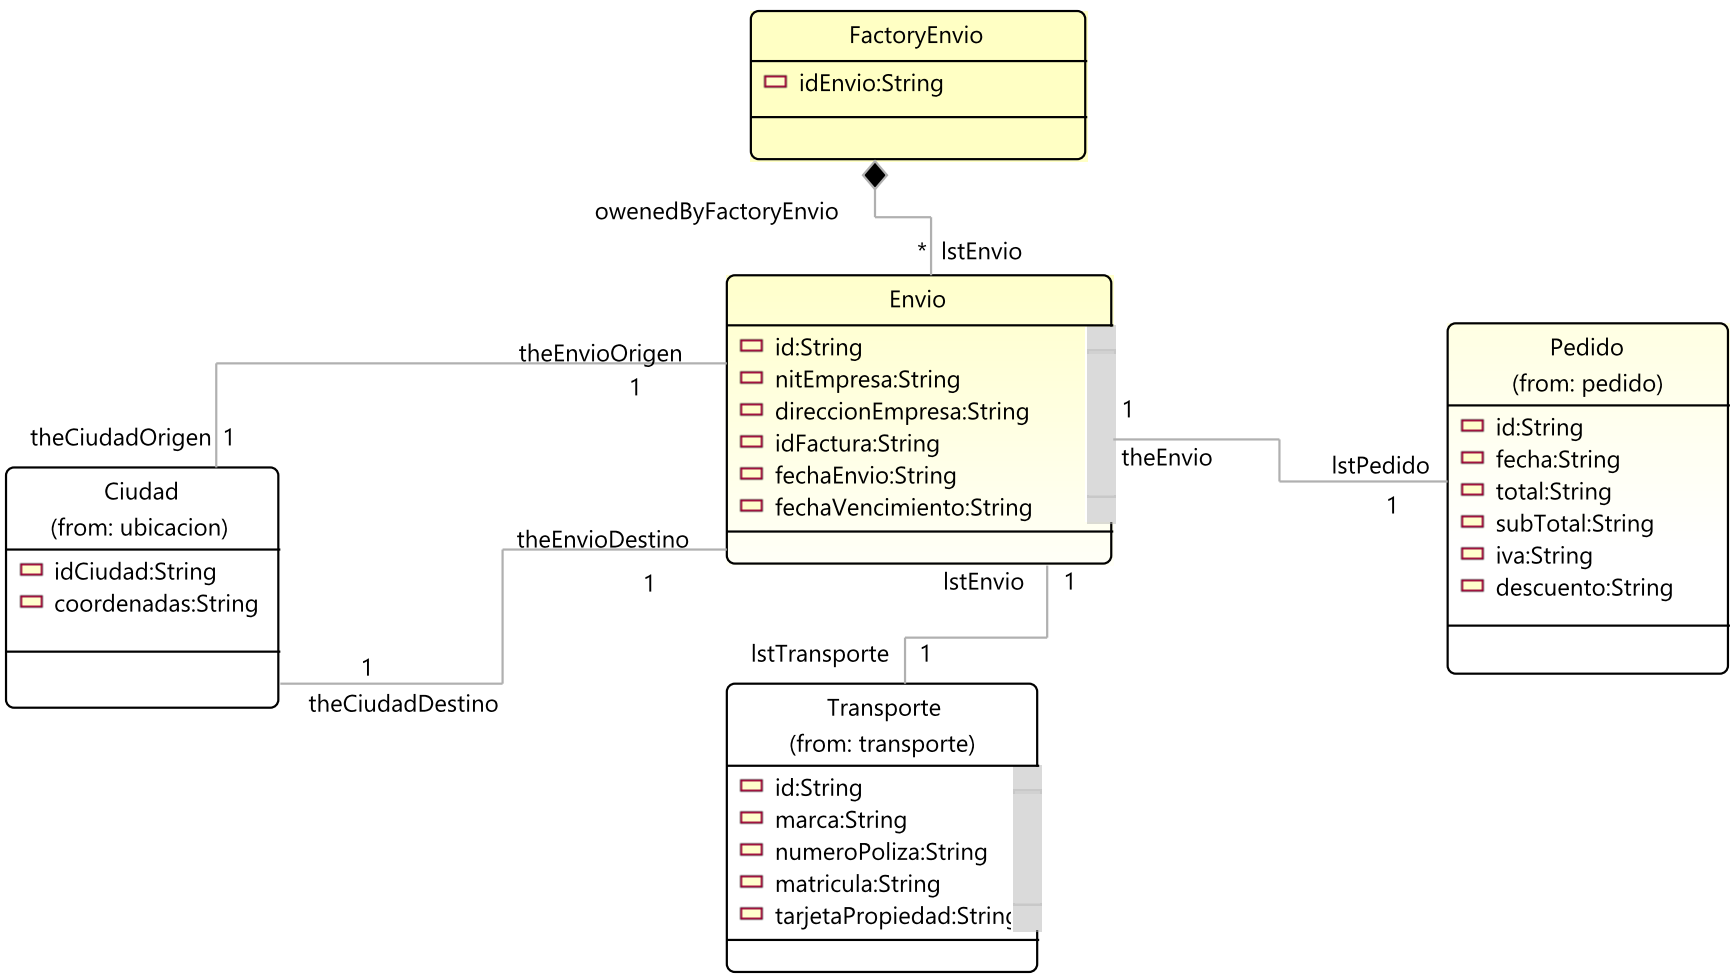 FactoryEnvio
idEnvio:String
owenedByFactoryEnvio
* lstEnvio
Envio
id:String
nitEmpresa:String
direccionEmpresa:String
idFactura:String
fechaEnvio:String
fechaVencimiento:String
theEnvioOrigen
1
theCiudadOrigen 1
Ciudad
(from: ubicacion)
idCiudad:String
coordenadas:String
theEnvioDestino
1
1
theCiudadDestino
1
theEnvio
lstPedido
1
Pedido
(from: pedido)
id:String
fecha:String
total:String
subTotal:String
iva:String
descuento:String
lstEnvio 1
lstTransporte 1
Transporte
(from: transporte)
id:String
marca:String
numeroPoliza:String
matricula:String
tarjetaPropiedad:String